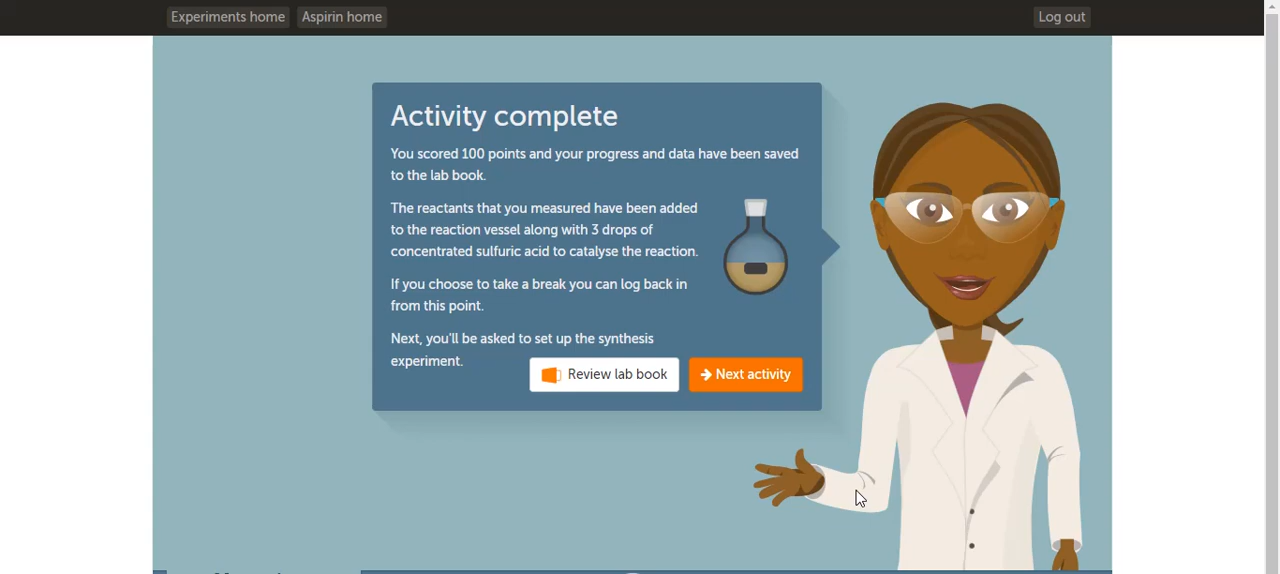 Experiments home Aspirin home Log out
Activity complete
You scored 100 points and your progress and data have been saved
to the lab book.
The reactants that you measured have been added
to the reaction vessel along with 3 drops of
concentrated sulfuric acid to catalyse the reaction.
If you choose to take a break you can log back in
from this point.
Next, you'll be asked to set up the synthesis
experiment.
Review lab book Next activity